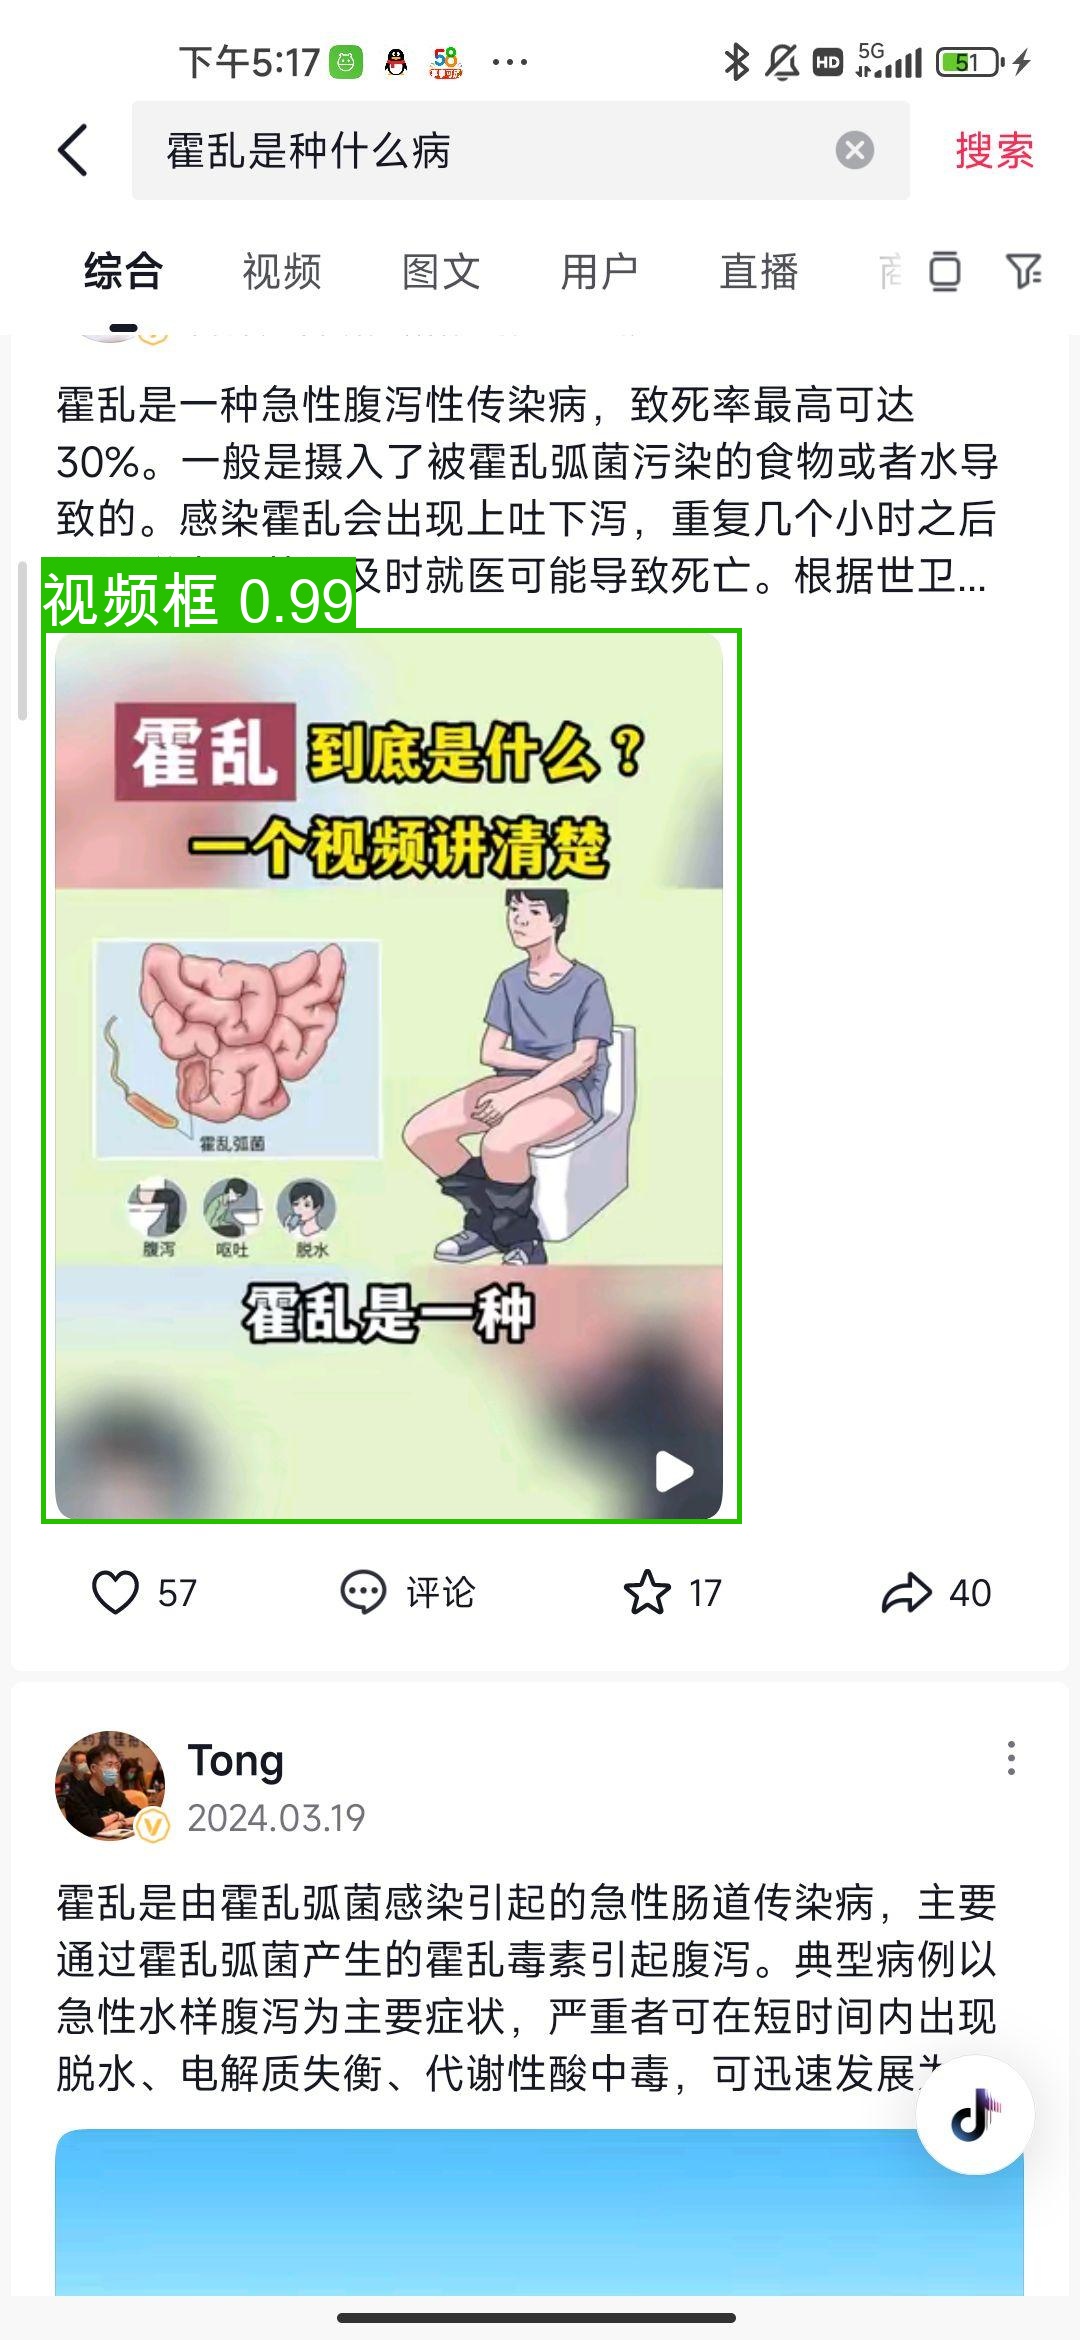 下午5:17
58
HD
5G
51
霍乱是种什么病
搜索
综合 视频 图文 用户 直播
霍乱是一种急性腹泻性传染病，致死率最高可达
30%。一般是摄入了被霍乱弧菌污染的食物或者水导
致的。感染霍乱会出现上吐下泻，重复几个小时之后
及时就医可能导致死亡。根据世卫...
视频框 0.99
霍乱 到底是什么？
一个视频讲清楚
霍乱弧菌
腹泻 呕吐 脱水
霍乱是一种
57 评论 17 40
Tong
2024.03.19
霍乱是由霍乱弧菌感染引起的急性肠道传染病，主要
通过霍乱弧菌产生的霍乱毒素引起腹泻。典型病例以
急性水样腹泻为主要症状，严重者可在短时间内出现
脱水、电解质失衡、代谢性酸中毒，可迅速发展